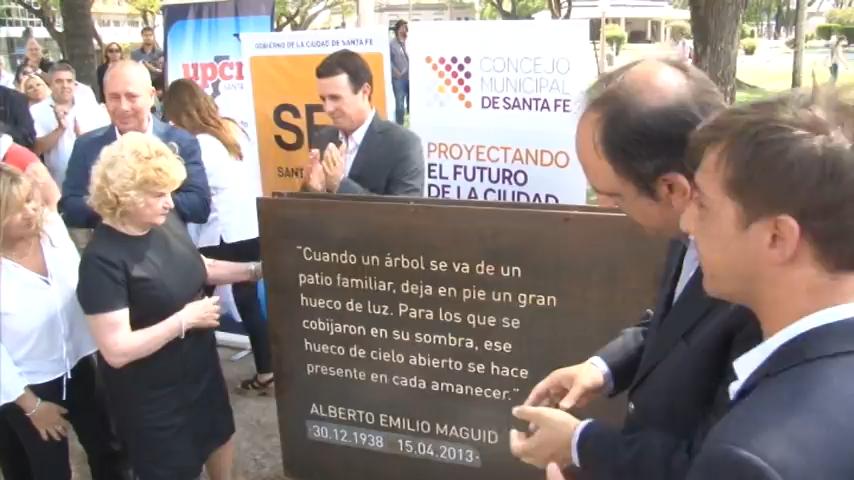 upcn
SANTA
GOBIERNO DE LA CIUDAD DE SANTA FE
SE
SANTA
CONCEJO
MUNICIPAL
DE SANTA FE
PROYECTANDO
EL FUTURO
DE LA CIUDAD
"Cuando un árbol se va de un
patio familiar, deja en pie un gran
hueco de luz. Para los que se
cobijaron en su sombra, ese
hueco de cielo abierto se hace
presente en cada amanecer."
ALBERTO EMILIO MAGUID
·30.12.1938 15.04.2013·